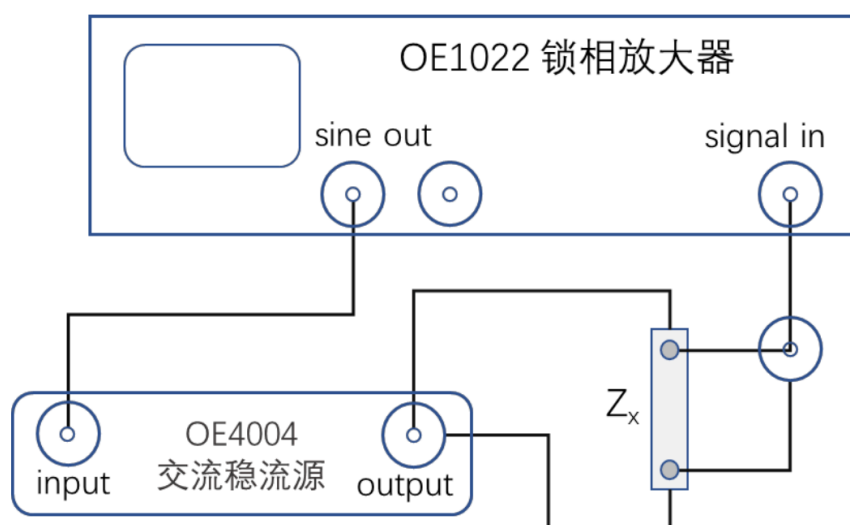 OE1022 锁相放大器
sine out
signal in
Zx
OE4004
交流稳流源
input
output